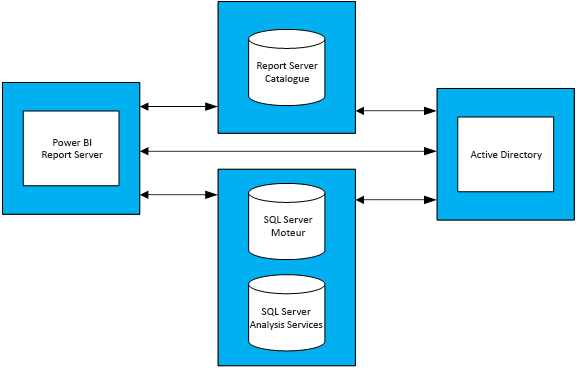 Report Server
Catalogue
Power BI
Report Server
Active Directory
SQL Server
Moteur
SQL Server
Analysis Services